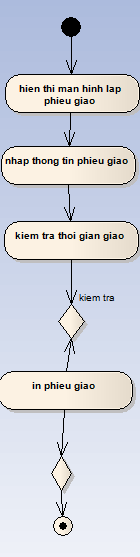 hien thi man hinh lap
phieu giao
nhap thong tin phieu giao
kiem tra thoi gian giao
kiem tra
in phieu giao